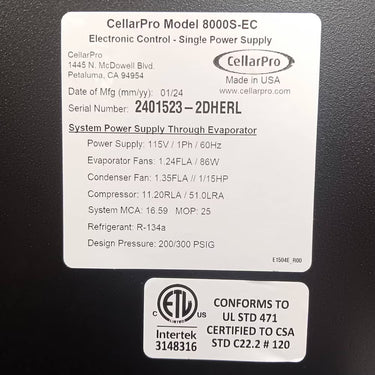 CellarPro Model 8000S-EC
Electronic Control - Single Power Supply
CellarPro
1445 N. McDowell Blvd.
Petaluma, CA 94954
CellarPro
Made in USA
www.cellarpro.com
Date of Mfg (mm/yy): 01/24
Serial Number: 2401523-2DHERL
System Power Supply Through Evaporator
Power Supply: 115V / 1Ph / 60Hz
Evaporator Fans: 1.24FLA / 86W
Condenser Fan: 1.35FLA // 1/15HP
Compressor: 11.20RLA / 51.0LRA
System MCA: 16.59 MOP: 25
Refrigerant: R-134a
Design Pressure: 200/300 PSIG
E1504E_R00
ETL
C US
Intertek
3148316
CONFORMS TO
UL STD 471
CERTIFIED TO CSA
STD C22.2 # 120